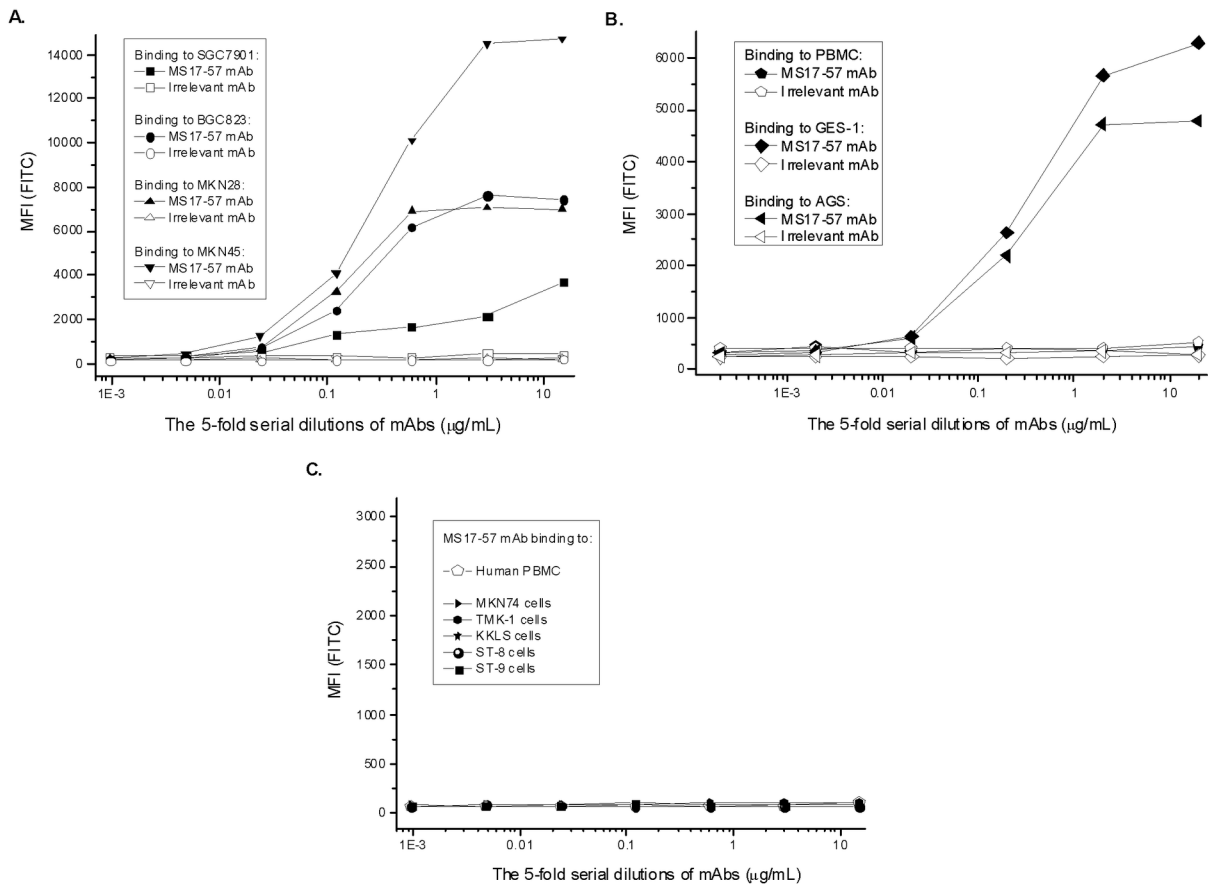 A.
14000
12000
10000
8000
6000
4000
2000
0
MFI (FITC)
Binding to SGC7901:
MS17-57 mAb
Irrelevant mAb
Binding to BGC823:
MS17-57 mAb
Irrelevant mAb
Binding to MKN28:
MS17-57 mAb
Irrelevant mAb
Binding to MKN45:
MS17-57 mAb
Irrelevant mAb
1E-3 0.01 0.1 1 10
The 5-fold serial dilutions of mAbs (μg/mL)
B.
6000
5000
4000
3000
2000
1000
0
MFI (FITC)
Binding to PBMC:
MS17-57 mAb
Irrelevant mAb
Binding to GES-1:
MS17-57 mAb
Irrelevant mAb
Binding to AGS:
MS17-57 mAb
Irrelevant mAb
1E-3 0.01 0.1 1 10
The 5-fold serial dilutions of mAbs (μg/mL)
C.
3000
2500
2000
1500
1000
500
0
MFI (FITC)
MS17-57 mAb binding to:
Human PBMC
MKN74 cells
TMK-1 cells
KKLS cells
ST-8 cells
ST-9 cells
1E-3 0.01 0.1 1 10
The 5-fold serial dilutions of mAbs (μg/mL)